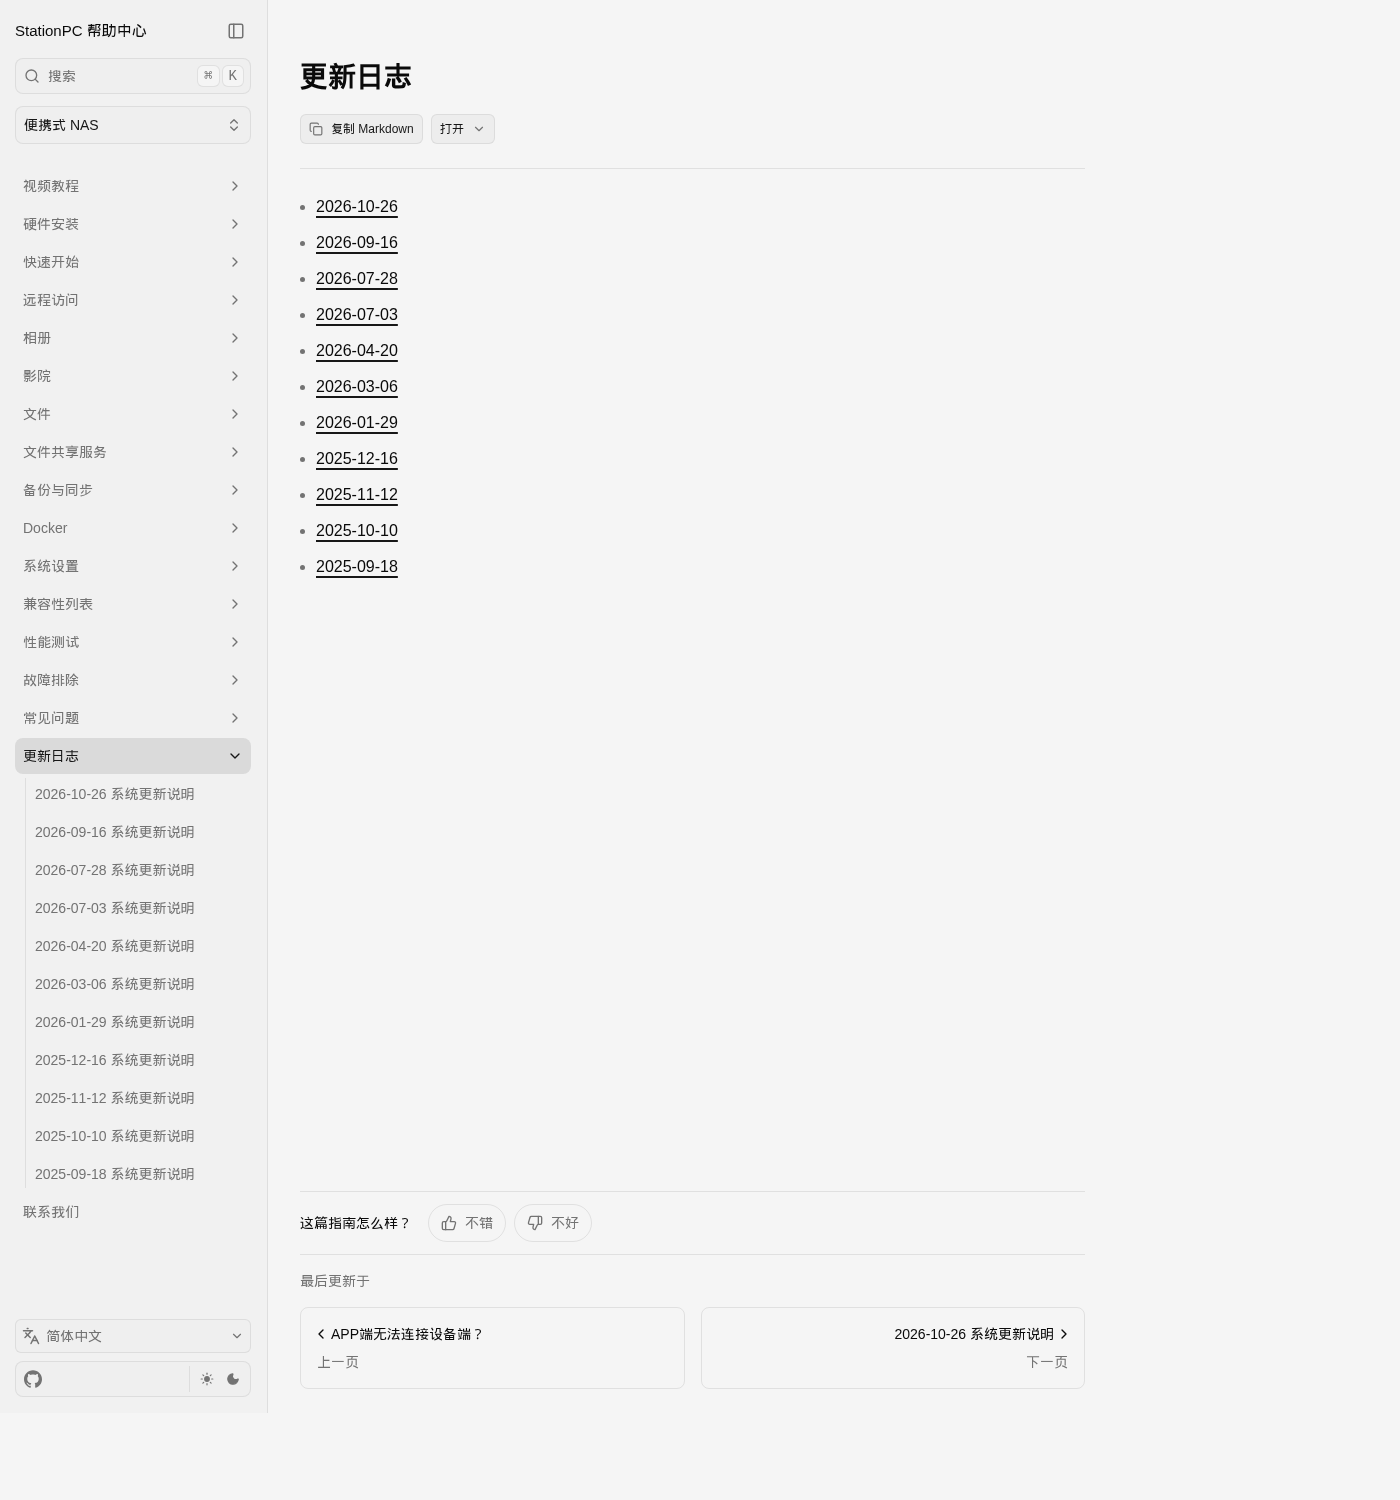 StationPC 帮助中心
搜索 ⌘ K
便携式 NAS
视频教程
硬件安装
快速开始
远程访问
相册
影院
文件
文件共享服务
备份与同步
Docker
系统设置
兼容性列表
性能测试
故障排除
常见问题
更新日志
2026-10-26 系统更新说明
2026-09-16 系统更新说明
2026-07-28 系统更新说明
2026-07-03 系统更新说明
2026-04-20 系统更新说明
2026-03-06 系统更新说明
2026-01-29 系统更新说明
2025-12-16 系统更新说明
2025-11-12 系统更新说明
2025-10-10 系统更新说明
2025-09-18 系统更新说明
联系我们
简体中文
更新日志
复制 Markdown 打开
2026-10-26
2026-09-16
2026-07-28
2026-07-03
2026-04-20
2026-03-06
2026-01-29
2025-12-16
2025-11-12
2025-10-10
2025-09-18
这篇指南怎么样？ 不错 不好
最后更新于
APP端无法连接设备端？
上一页
2026-10-26 系统更新说明
下一页